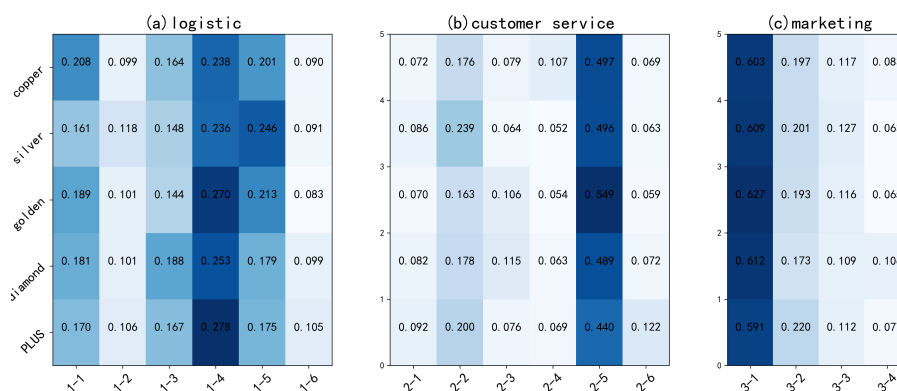 (a)logistic
(b)customer service
(c)marketing
copper 0.208 0.099 0.164 0.238 0.201 0.090
silver 0.161 0.118 0.148 0.236 0.246 0.091
golden 0.189 0.101 0.144 0.270 0.213 0.083
diamond 0.181 0.101 0.188 0.253 0.179 0.099
PLUS 0.170 0.106 0.167 0.278 0.175 0.105
1-1 1-2 1-3 1-4 1-5 1-6
5
4
3
2
1
0
0.072 0.176 0.079 0.107 0.497 0.069
0.086 0.239 0.064 0.052 0.496 0.063
0.070 0.163 0.106 0.054 0.549 0.059
0.082 0.178 0.115 0.063 0.489 0.072
0.092 0.200 0.076 0.069 0.440 0.122
2-1 2-2 2-3 2-4 2-5 2-6
5
4
3
2
1
0
0.603 0.197 0.117
0.609 0.201 0.127
0.627 0.193 0.116
0.612 0.173 0.109
0.591 0.220 0.112
3-1 3-2 3-3 3-4